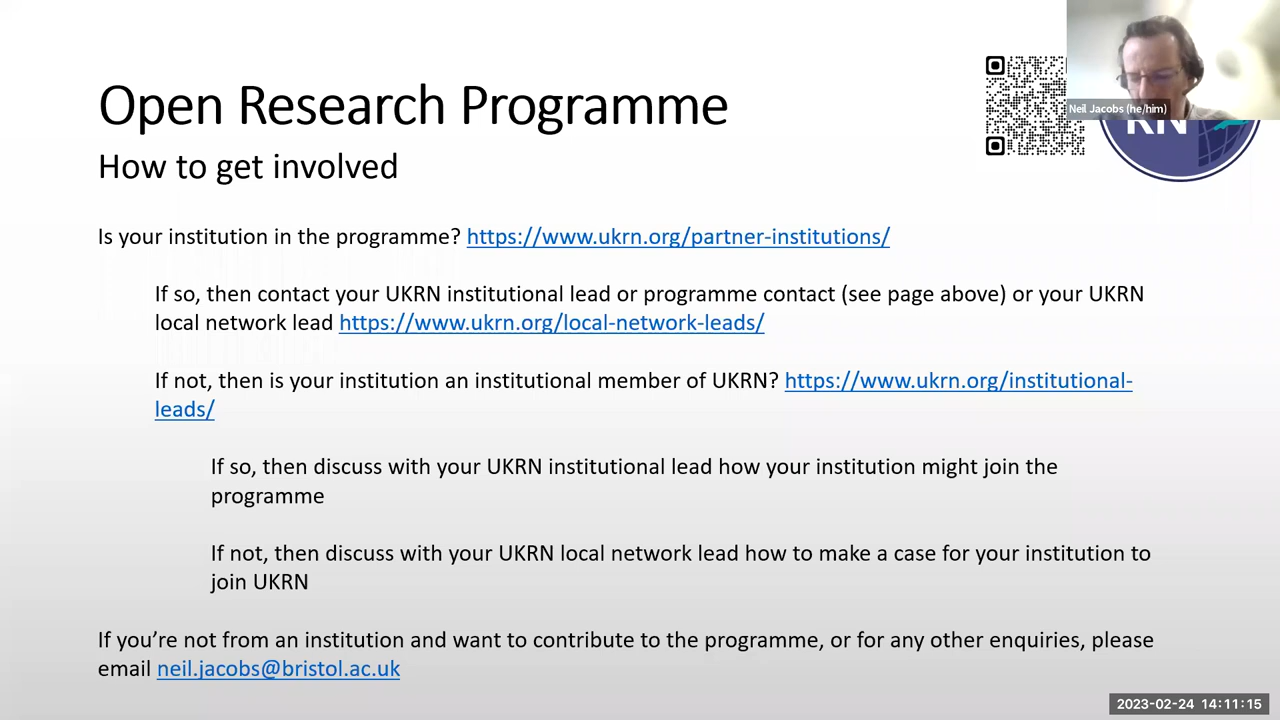 Open Research Programme
Neil Jacobs (he/him)
RN
How to get involved
Is your institution in the programme? https://www.ukrn.org/partner-institutions/
If so, then contact your UKRN institutional lead or programme contact (see page above) or your UKRN
local network lead https://www.ukrn.org/local-network-leads/
If not, then is your institution an institutional member of UKRN? https://www.ukrn.org/institutional-
leads/
If so, then discuss with your UKRN institutional lead how your institution might join the
programme
If not, then discuss with your UKRN local network lead how to make a case for your institution to
join UKRN
If you’re not from an institution and want to contribute to the programme, or for any other enquiries, please
email neil.jacobs@bristol.ac.uk
2023-02-24 14:11:15